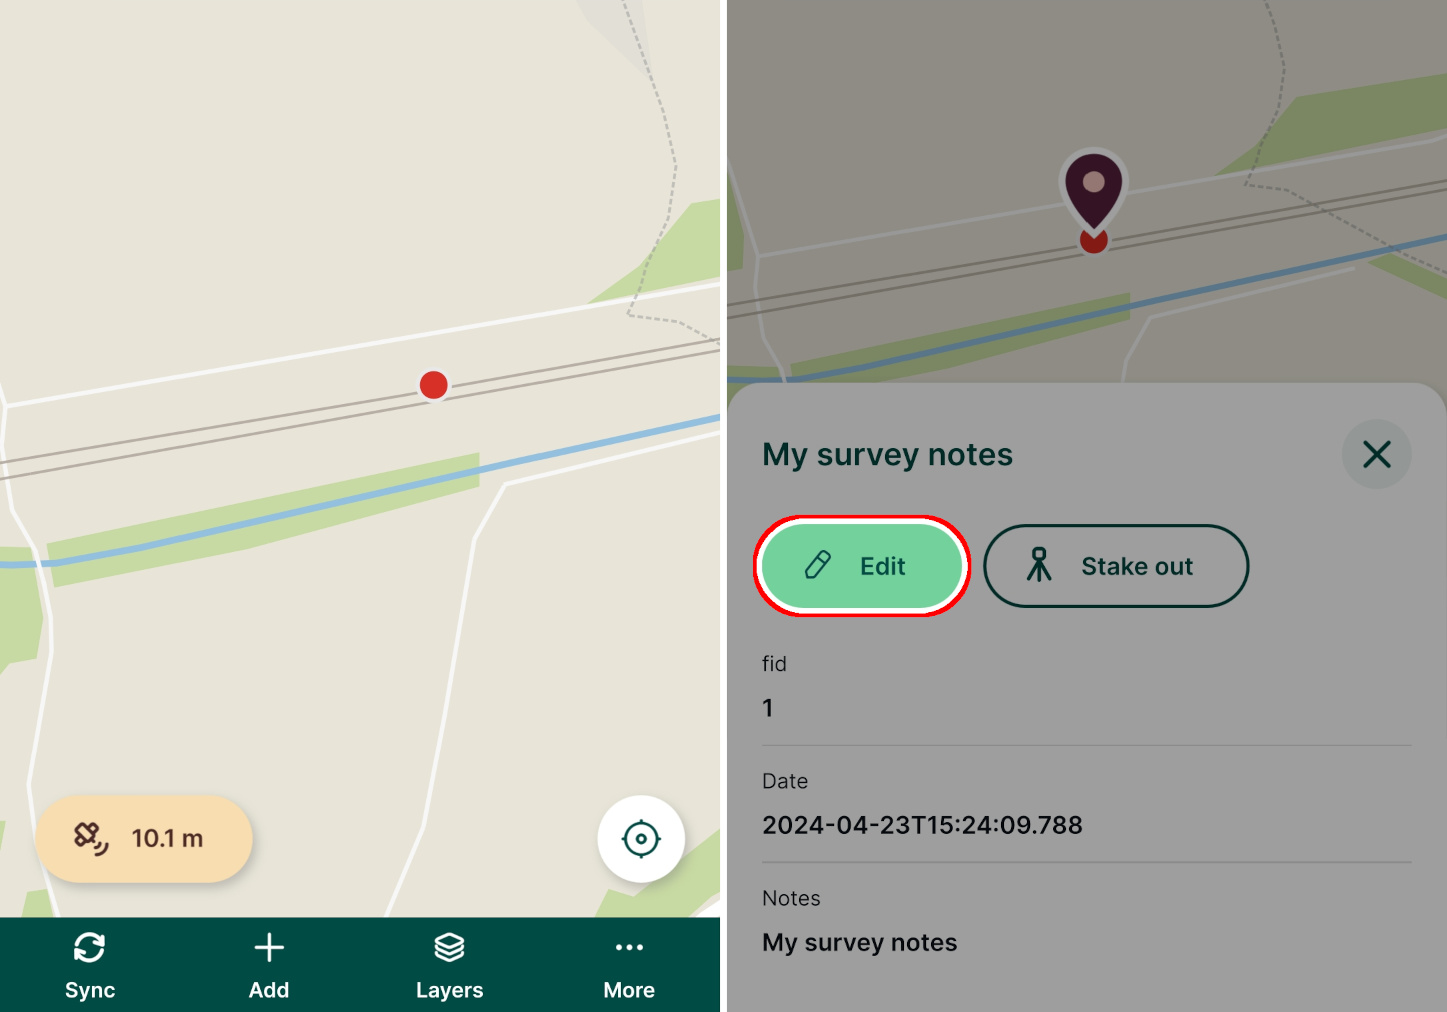 10.1 m
Sync
Add
Layers
More
My survey notes
Edit
Stake out
fid
1
Date
2024-04-23T15:24:09.788
Notes
My survey notes